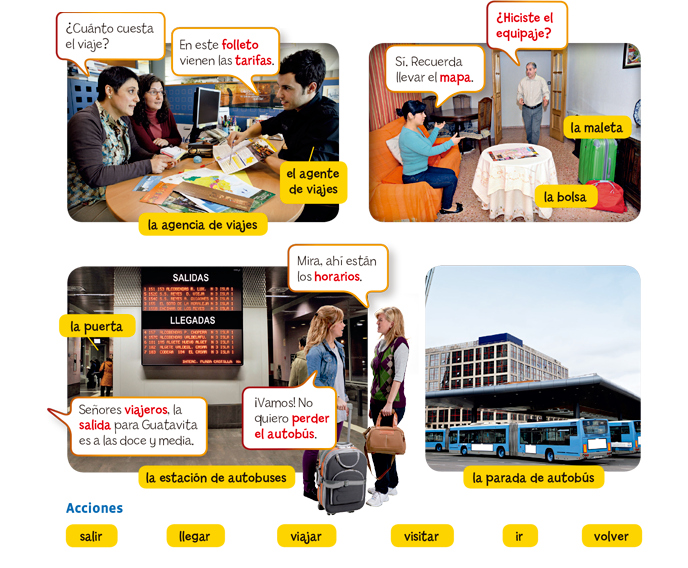 ¿Cuánto cuesta
el viaje?
En este folleto
vienen las tarifas.
el agente
de viajes
la agencia de viajes
¿Hiciste el
equipaje?
Sí. Recuerda
llevar el mapa.
la maleta
la bolsa
Mira, ahí están
los horarios.
SALIDAS
LLEGADAS
la puerta
Señores viajeros, la
salida para Guatavita
es a las doce y media.
¡Vamos! No
quiero perder
el autobús.
la estación de autobuses
la parada de autobús
Acciones
salir
llegar
viajar
visitar
ir
volver